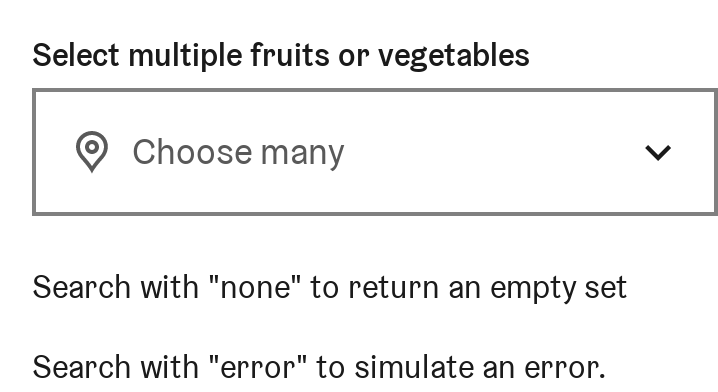 Select multiple fruits or vegetables
Choose many
Search with "none" to return an empty set
Search with "error" to simulate an error.